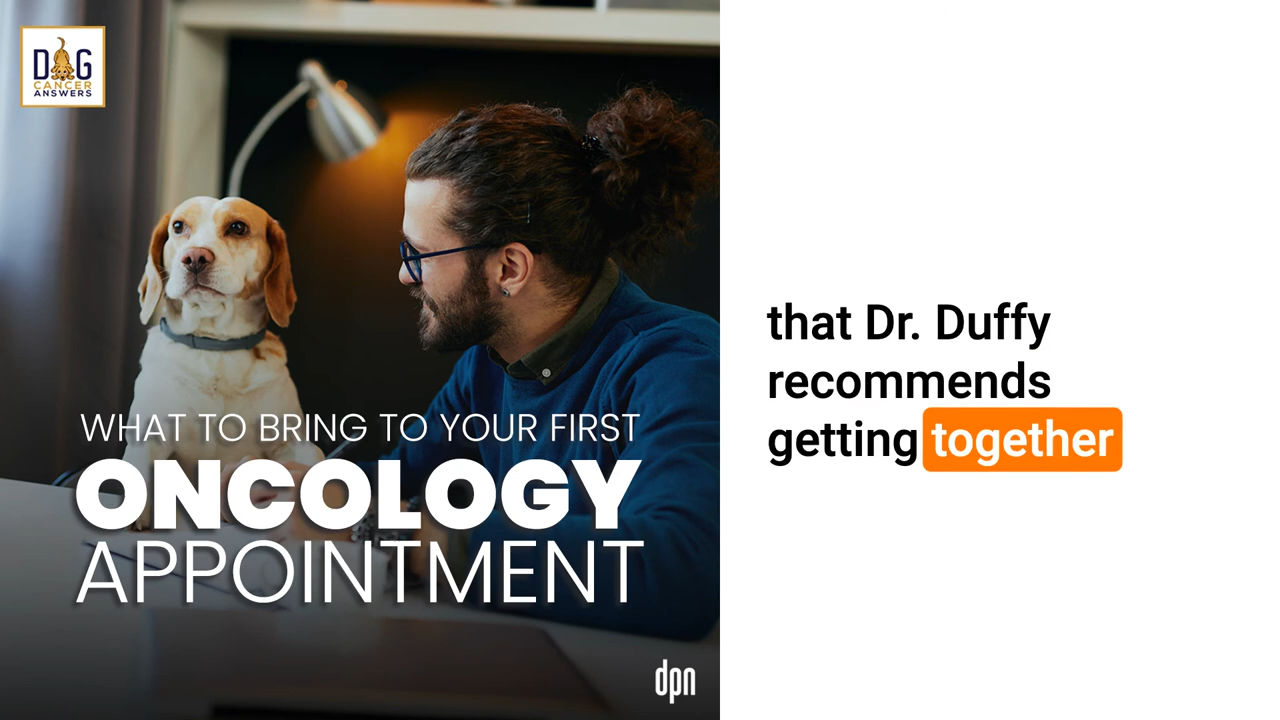 DOG
CANCER
ANSWERS
WHAT TO BRING TO YOUR FIRST
ONCOLOGY
APPOINTMENT
dpn
that Dr. Duffy
recommends
getting together